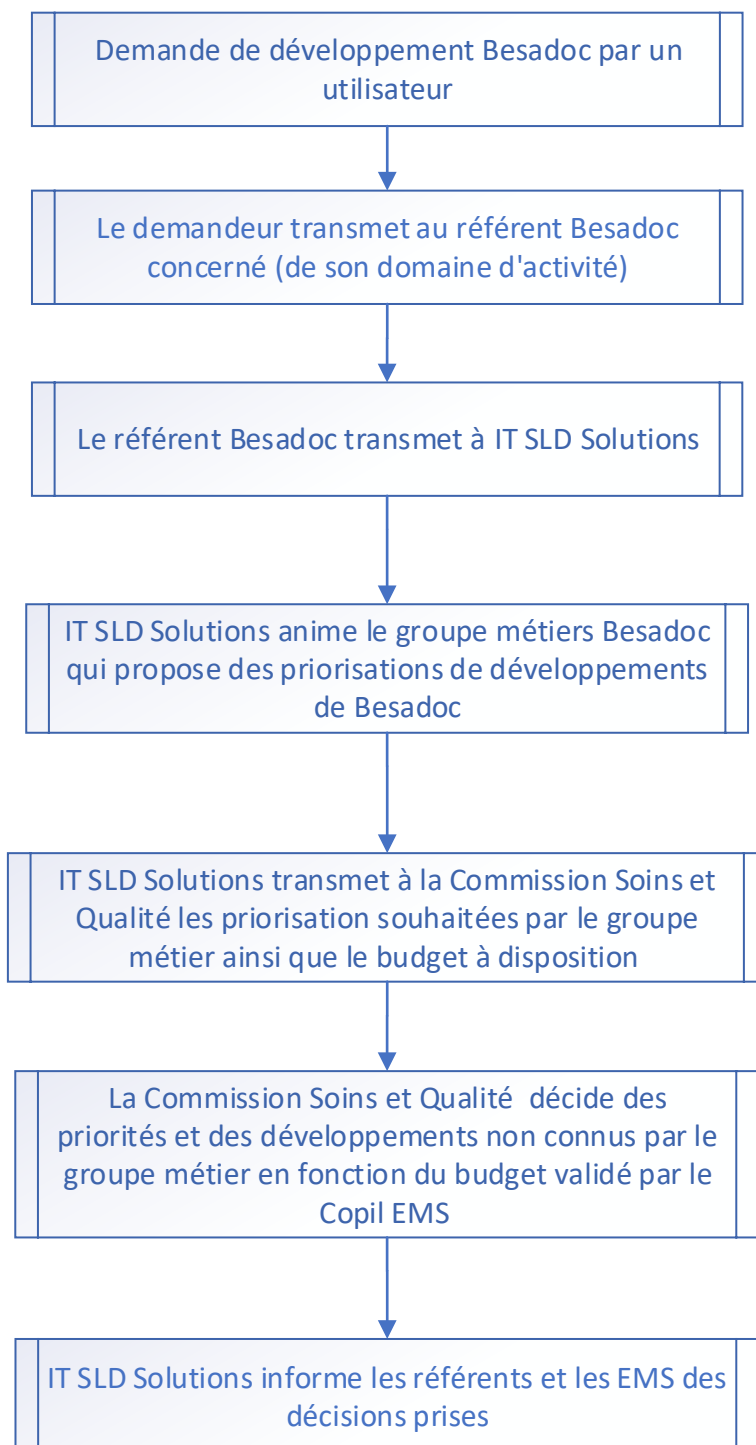 Demande de développement Besadoc par un
utilisateur
Le demandeur transmet au référent Besadoc
concerné (de son domaine d'activité)
Le référent Besadoc transmet à IT SLD Solutions
IT SLD Solutions anime le groupe métiers Besadoc
qui propose des priorisations de développements
de Besadoc
IT SLD Solutions transmet à la Commission Soins et
Qualité les priorisation souhaitées par le groupe
métier ainsi que le budget à disposition
La Commission Soins et Qualité décide des
priorités et des développements non connus par le
groupe métier en fonction du budget validé par le
Copil EMS
IT SLD Solutions informe les référents et les EMS des
décisions prises